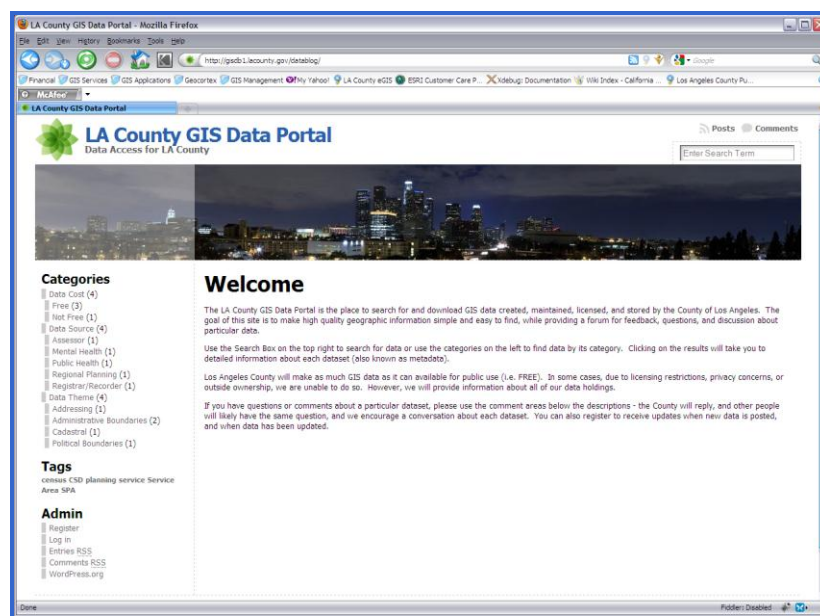 LA County GIS Data Portal - Mozilla Firefox
File Edit View History Bookmarks Tools Help
http://gisdb1.lacounty.gov/datablog/
Google
Financial GIS Services GIS Applications Geocortex GIS Management My Yahoo! LA County eGIS ESRI Customer Care P... Xdebug: Documentation Wiki Index - California ... Los Angeles County Pu...
McAfee
LA County GIS Data Portal
LA County GIS Data Portal
Data Access for LA County
Posts Comments
Enter Search Term
Categories
Data Cost (4)
Free (3)
Not Free (1)
Data Source (4)
Assessor (1)
Mental Health (1)
Public Health (1)
Regional Planning (1)
Registrar/Recorder (1)
Data Theme (4)
Addressing (1)
Administrative Boundaries (2)
Cadastral (1)
Political Boundaries (1)
Tags
census CSD planning service Service
Area SPA
Admin
Register
Log in
Entries RSS
Comments RSS
WordPress.org
Welcome
The LA County GIS Data Portal is the place to search for and download GIS data created, maintained, licensed, and stored by the County of Los Angeles. The
goal of this site is to make high quality geographic information simple and easy to find, while providing a forum for feedback, questions, and discussion about
particular data.
Use the Search Box on the top right to search for data or use the categories on the left to find data by its category. Clicking on the results will take you to
detailed information about each dataset (also known as metadata).
Los Angeles County will make as much GIS data as it can available for public use (i.e. FREE). In some cases, due to licensing restrictions, privacy concerns, or
outside ownership, we are unable to do so. However, we will provide information about all of our data holdings.
If you have questions or comments about a particular dataset, please use the comment areas below the descriptions - the County will reply, and other people
will likely have the same question, and we encourage a conversation about each dataset. You can also register to receive updates when new data is posted,
and when data has been updated.
Done
Fiddler: Disabled